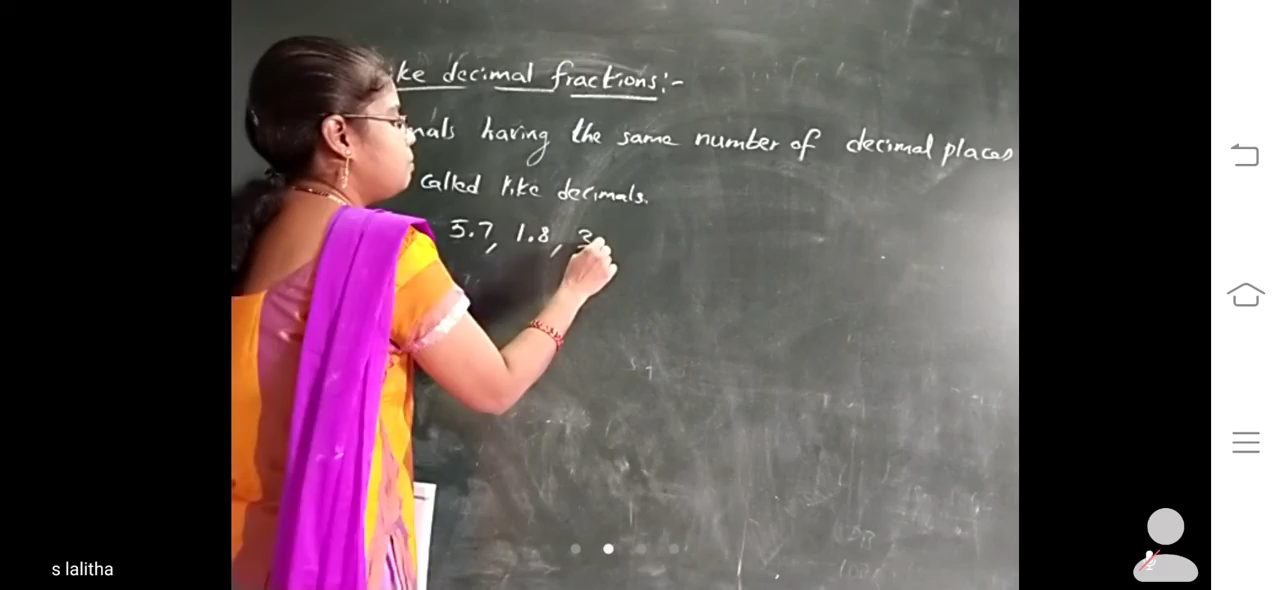 ke decimal fractions:-
mals having the same number of decimal places
called like decimals.
5.7, 1.8, 3
s lalitha